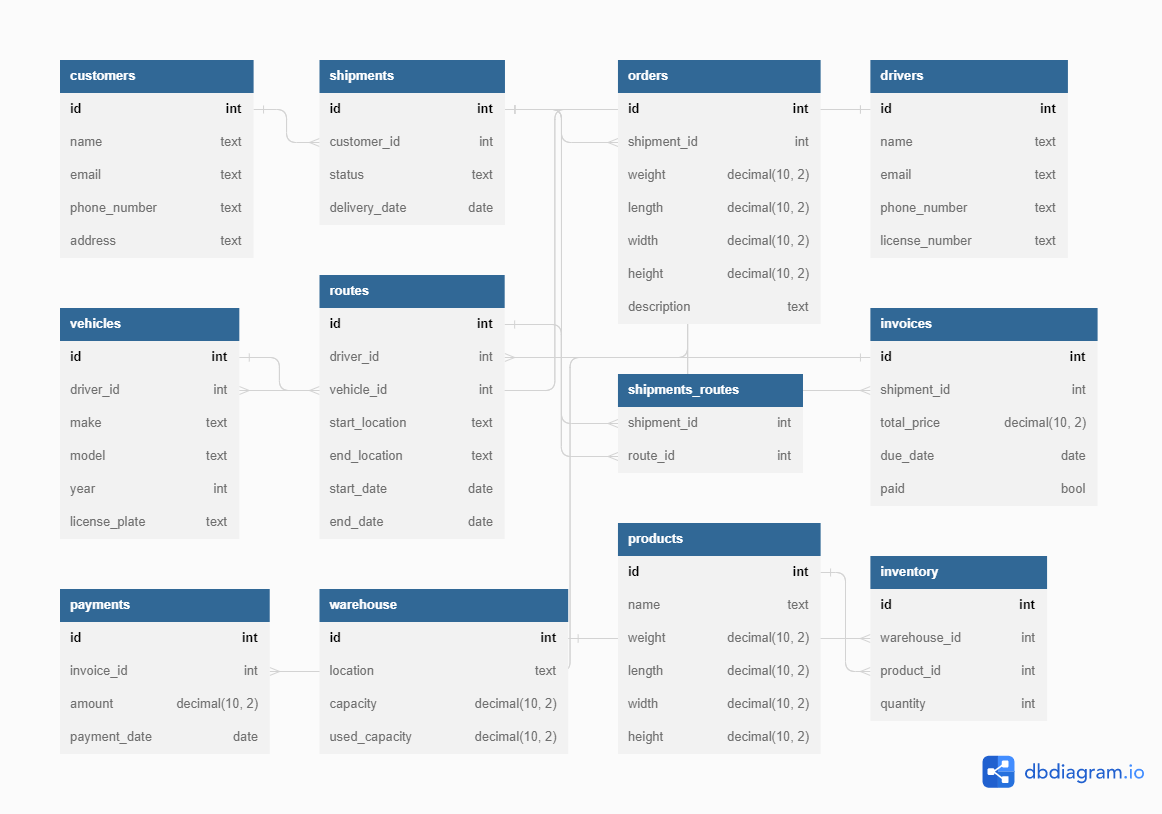 customers
id int
name text
email text
phone_number text
address text
shipments
id int
customer_id int
status text
delivery_date date
orders
id int
shipment_id int
weight decimal(10, 2)
length decimal(10, 2)
width decimal(10, 2)
height decimal(10, 2)
description text
drivers
id int
name text
email text
phone_number text
license_number text
vehicles
id int
driver_id int
make text
model text
year int
license_plate text
routes
id int
driver_id int
vehicle_id int
start_location text
end_location text
start_date date
end_date date
shipments_routes
shipment_id int
route_id int
invoices
id int
shipment_id int
total_price decimal(10, 2)
due_date date
paid bool
payments
id int
invoice_id int
amount decimal(10, 2)
payment_date date
warehouse
id int
location text
capacity decimal(10, 2)
used_capacity decimal(10, 2)
products
id int
name text
weight decimal(10, 2)
length decimal(10, 2)
width decimal(10, 2)
height decimal(10, 2)
inventory
id int
warehouse_id int
product_id int
quantity int
dbdiagram.io